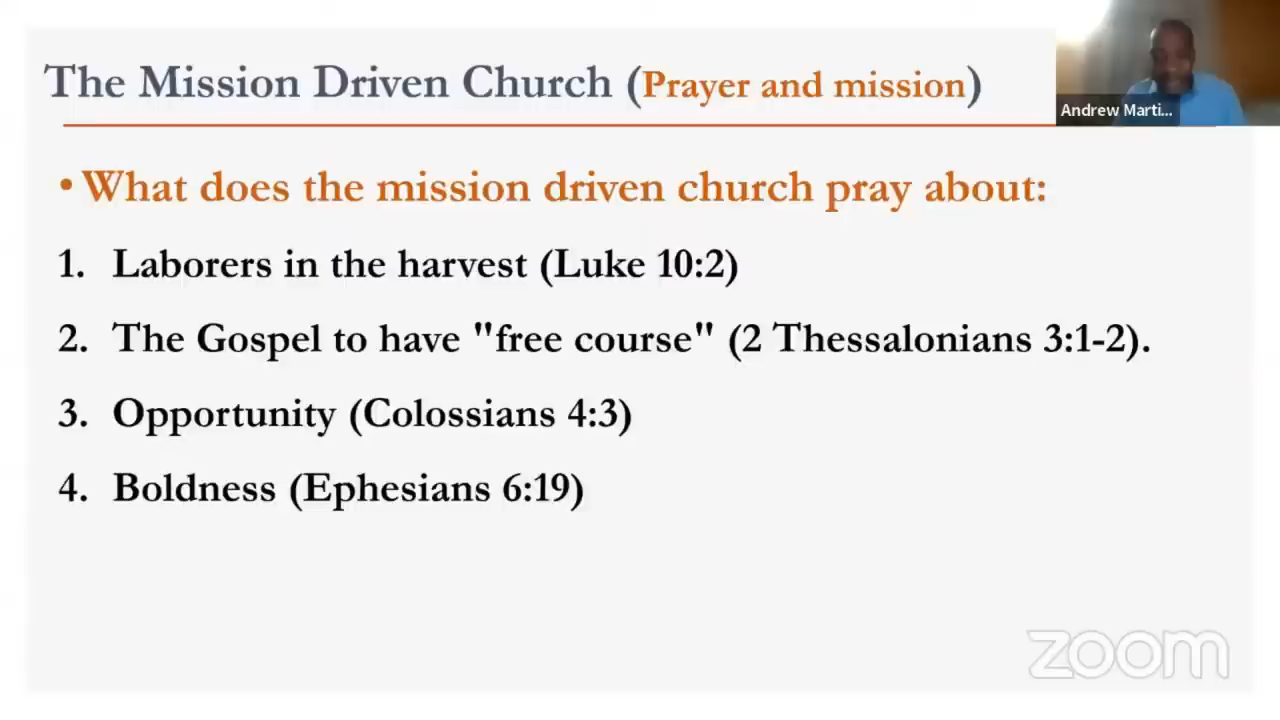 The Mission Driven Church (Prayer and mission)
Andrew Marti...
• What does the mission driven church pray about:
1. Laborers in the harvest (Luke 10:2)
2. The Gospel to have "free course" (2 Thessalonians 3:1-2).
3. Opportunity (Colossians 4:3)
4. Boldness (Ephesians 6:19)
zoom